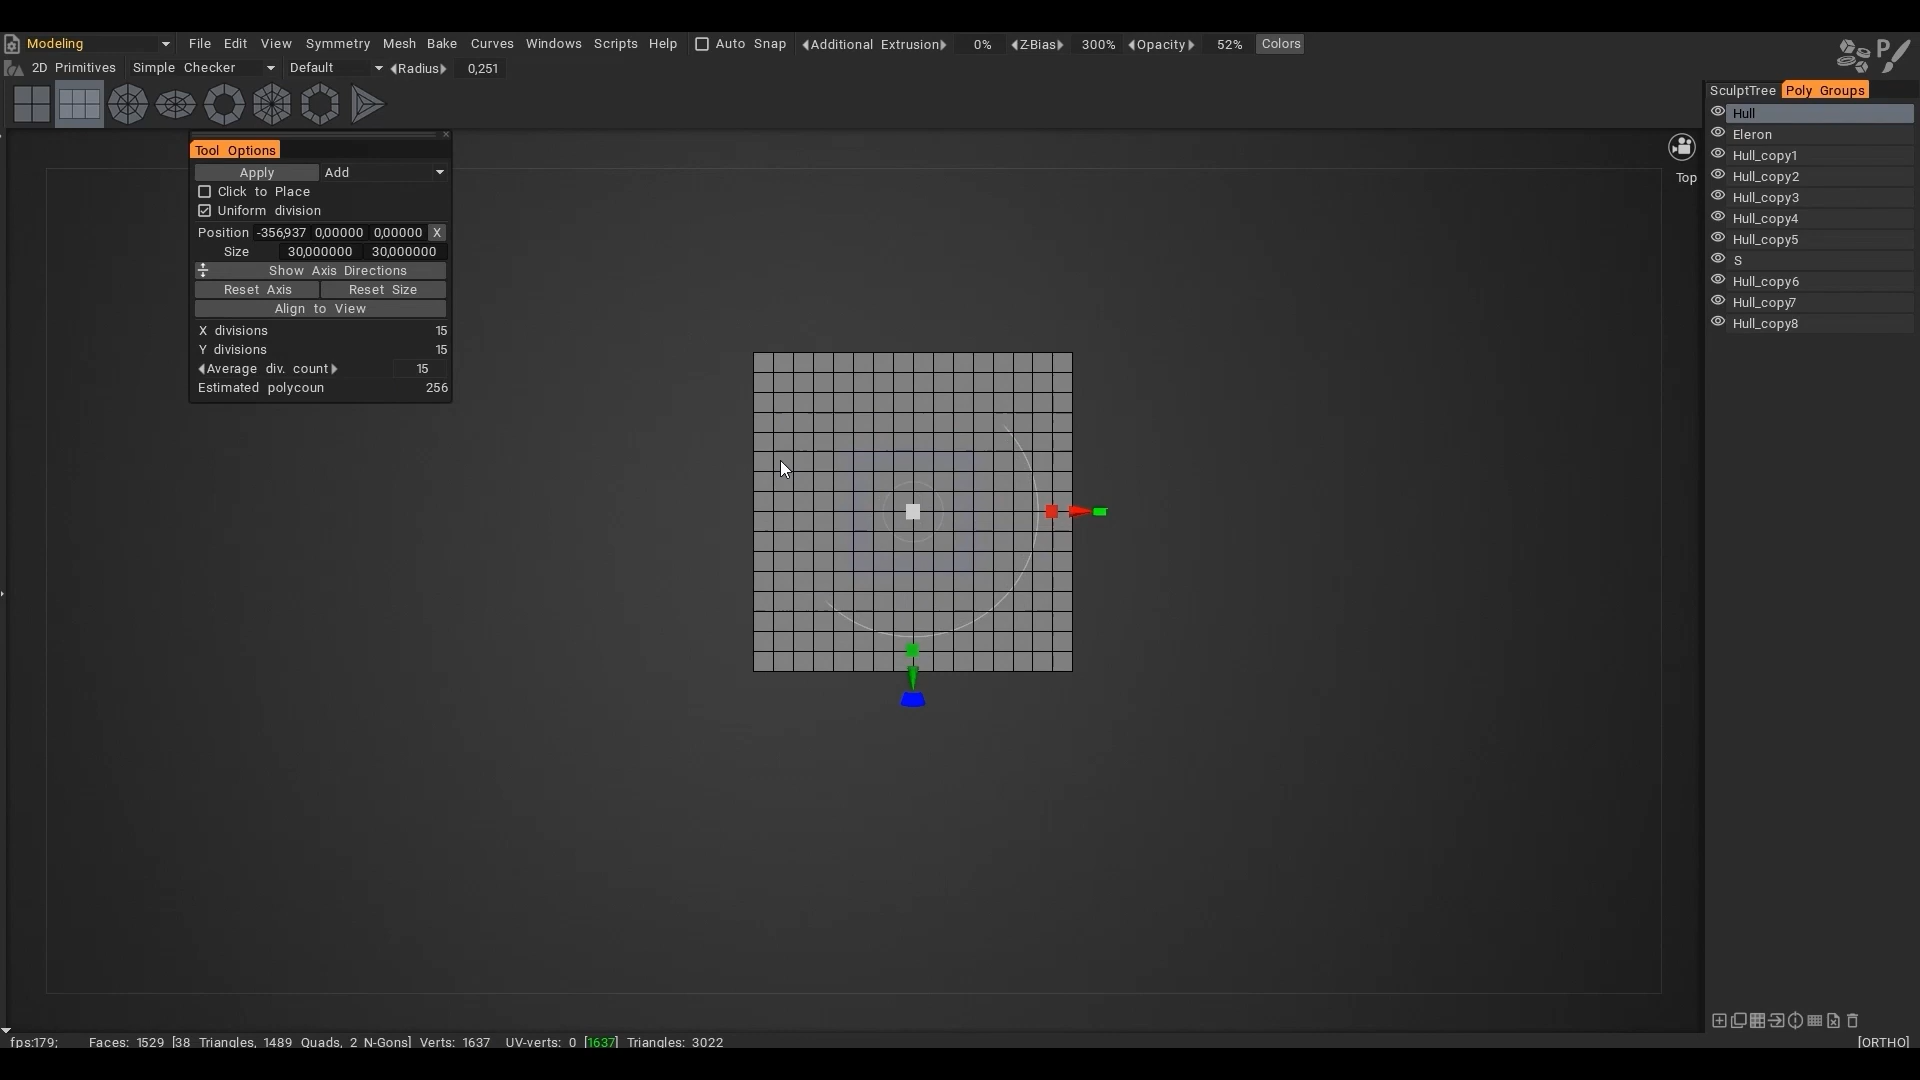 Modeling File Edit View Symmetry Mesh Bake Curves Windows Scripts Help Auto Snap Additional Extrusion 0% Z-Bias 300% Opacity 52% Colors
2D Primitives Simple Checker Default Radius 0,251
SculptTree Poly Groups
Hull
Eleron
Hull_copy1
Hull_copy2
Hull_copy3
Hull_copy4
Hull_copy5
S
Hull_copy6
Hull_copy7
Hull_copy8
Tool Options
Apply Add
Click to Place
Uniform division
Position -356,937 0,00000 0,00000 X
Size 30,000000 30,000000
Show Axis Directions
Reset Axis Reset Size
Align to View
X divisions 15
Y divisions 15
Average div. count 15
Estimated polycoun 256
Top
fps:179; Faces: 1529 [38 Triangles, 1489 Quads, 2 N-Gons] Verts: 1637 UV-verts: 0 [1637] Triangles: 3022 [ORTHO]